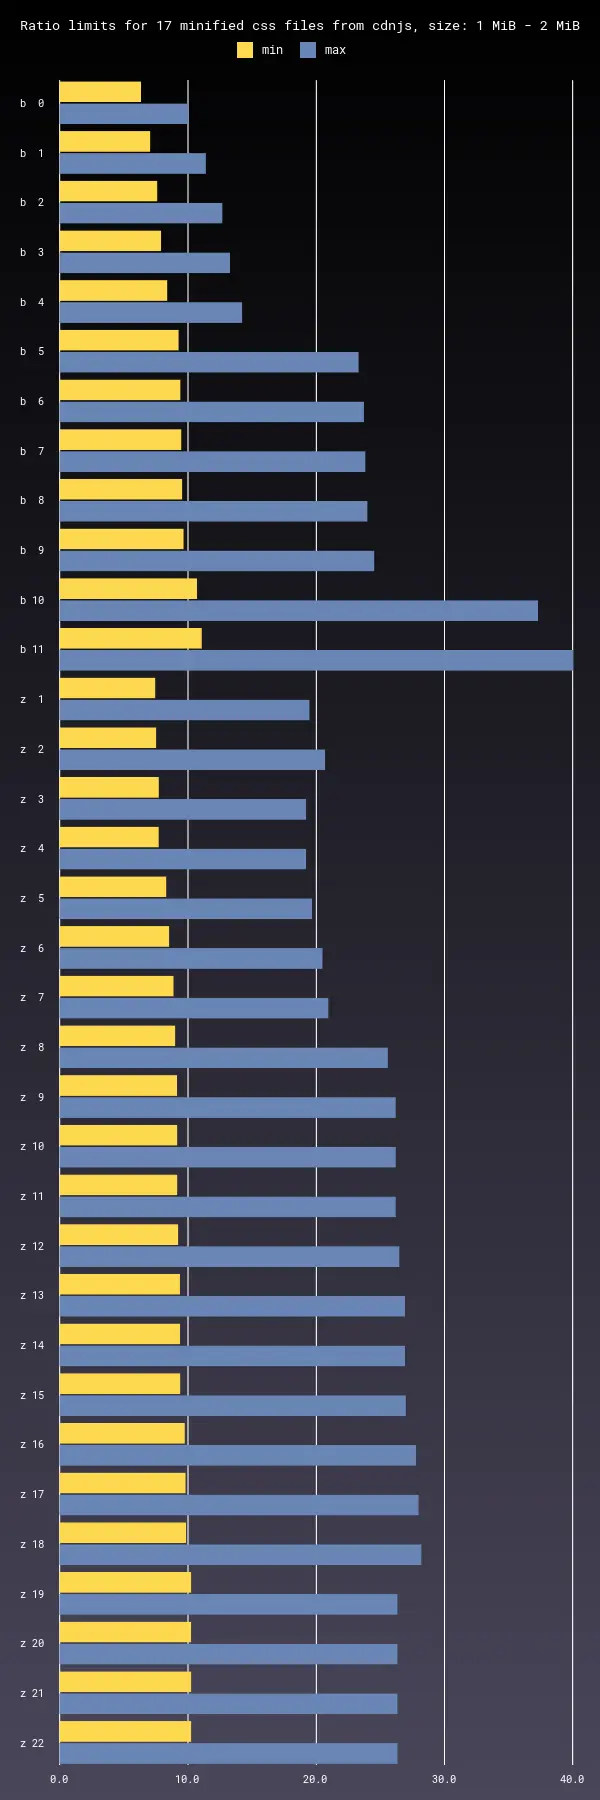 Ratio limits for 17 minified css files from cdnjs, size: 1 MiB - 2 MiB
min max
b 0
b 1
b 2
b 3
b 4
b 5
b 6
b 7
b 8
b 9
b 10
b 11
z 1
z 2
z 3
z 4
z 5
z 6
z 7
z 8
z 9
z 10
z 11
z 12
z 13
z 14
z 15
z 16
z 17
z 18
z 19
z 20
z 21
z 22
0.0 10.0 20.0 30.0 40.0